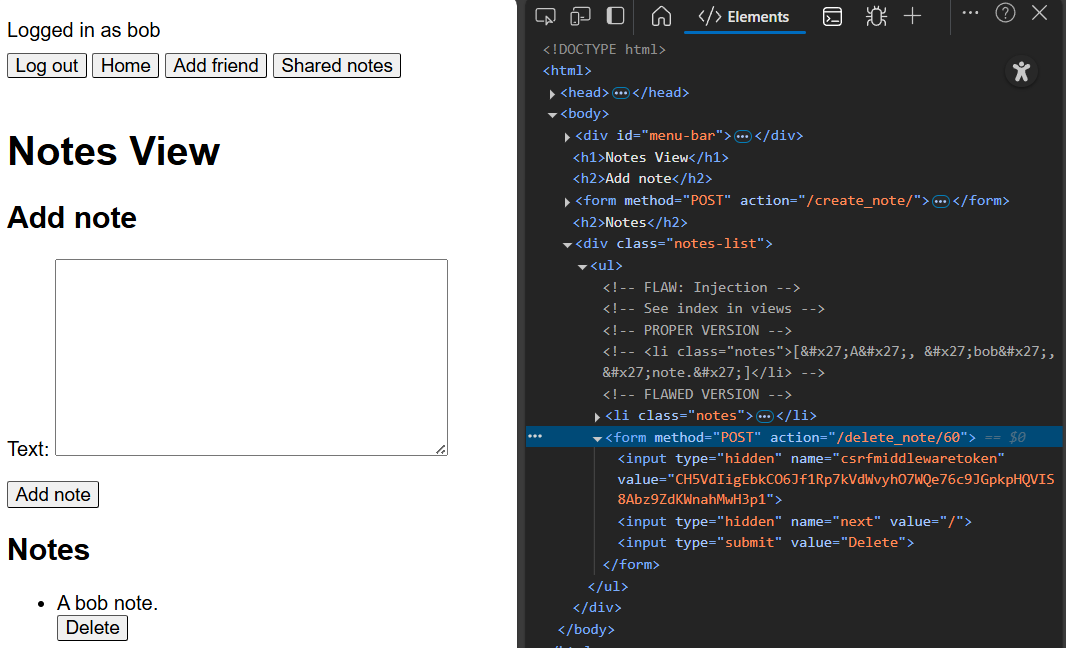 Logged in as bob
Log out Home Add friend Shared notes
Notes View
Add note
Text:
Add note
Notes
• A bob note.
Delete
</> Elements
<!DOCTYPE html>
<html>
<head>…</head>
<body>
<div id="menu-bar">…</div>
<h1>Notes View</h1>
<h2>Add note</h2>
<form method="POST" action="/create_note/">…</form>
<h2>Notes</h2>
<div class="notes-list">
<ul>
<!-- FLAW: Injection -->
<!-- See index in views -->
<!-- PROPER VERSION -->
<!-- <li class="notes">[&#x27;A&#x27;, &#x27;bob&#x27;,
&#x27;note.&#x27;]</li> -->
<!-- FLAWED VERSION -->
<li class="notes">…</li>
<form method="POST" action="/delete_note/60"> == $0
<input type="hidden" name="csrfmiddlewaretoken"
value="CH5VdIigEbkCO6Jf1Rp7kVdWvyhO7WQe76c9JGpkpHQVIS
8Abz9ZdKWnahMwH3p1">
<input type="hidden" name="next" value="/">
<input type="submit" value="Delete">
</form>
</ul>
</div>
</body>